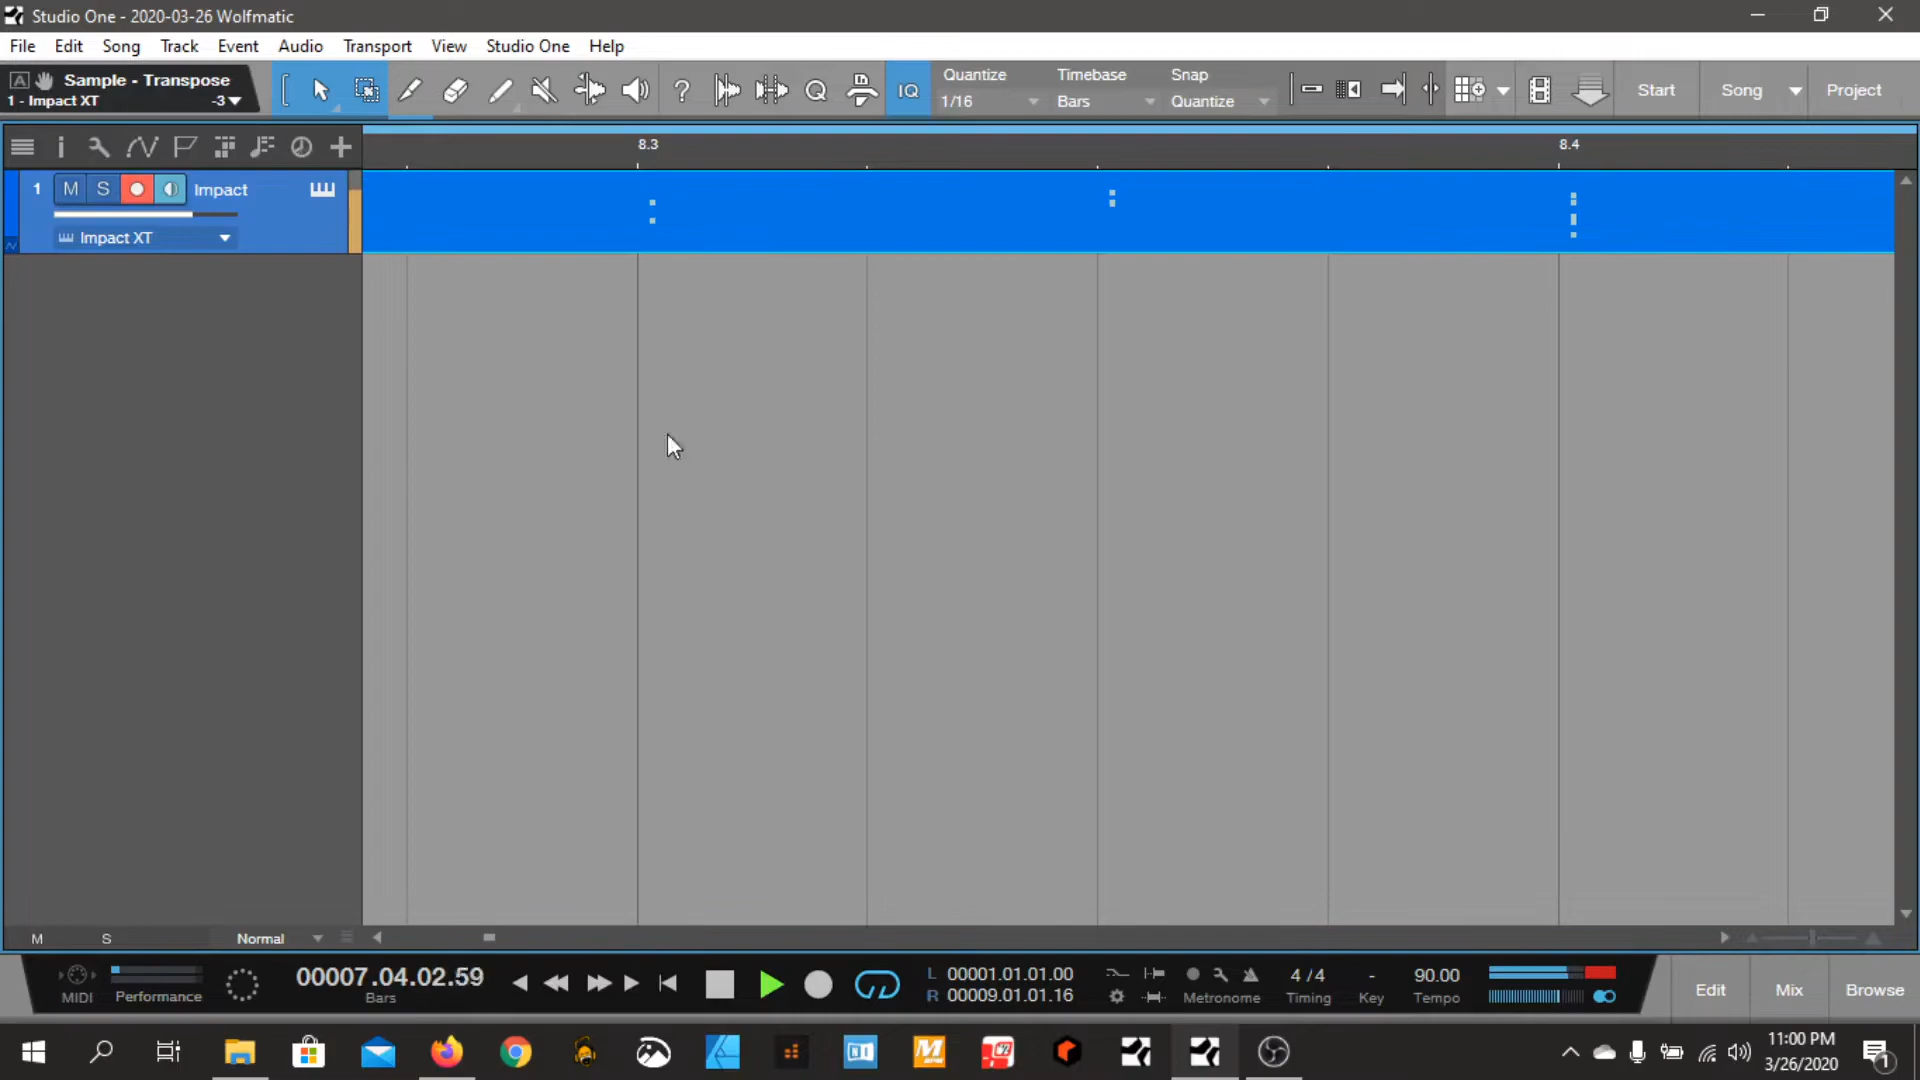 Studio One - 2020-03-26 Wolfmatic
File Edit Song Track Event Audio Transport View Studio One Help
A Sample - Transpose
1 - Impact XT -3
IQ
Quantize Timebase Snap
1/16 Bars Quantize
Start Song Project
8.3 8.4
1 M S Impact
Impact XT
M S Normal
00007.04.02.59
Bars
MIDI Performance
L 00001.01.01.00
R 00009.01.01.16
Metronome
4 / 4
Timing
-
Key
90.00
Tempo
Edit Mix Browse
11:00 PM
3/26/2020
1